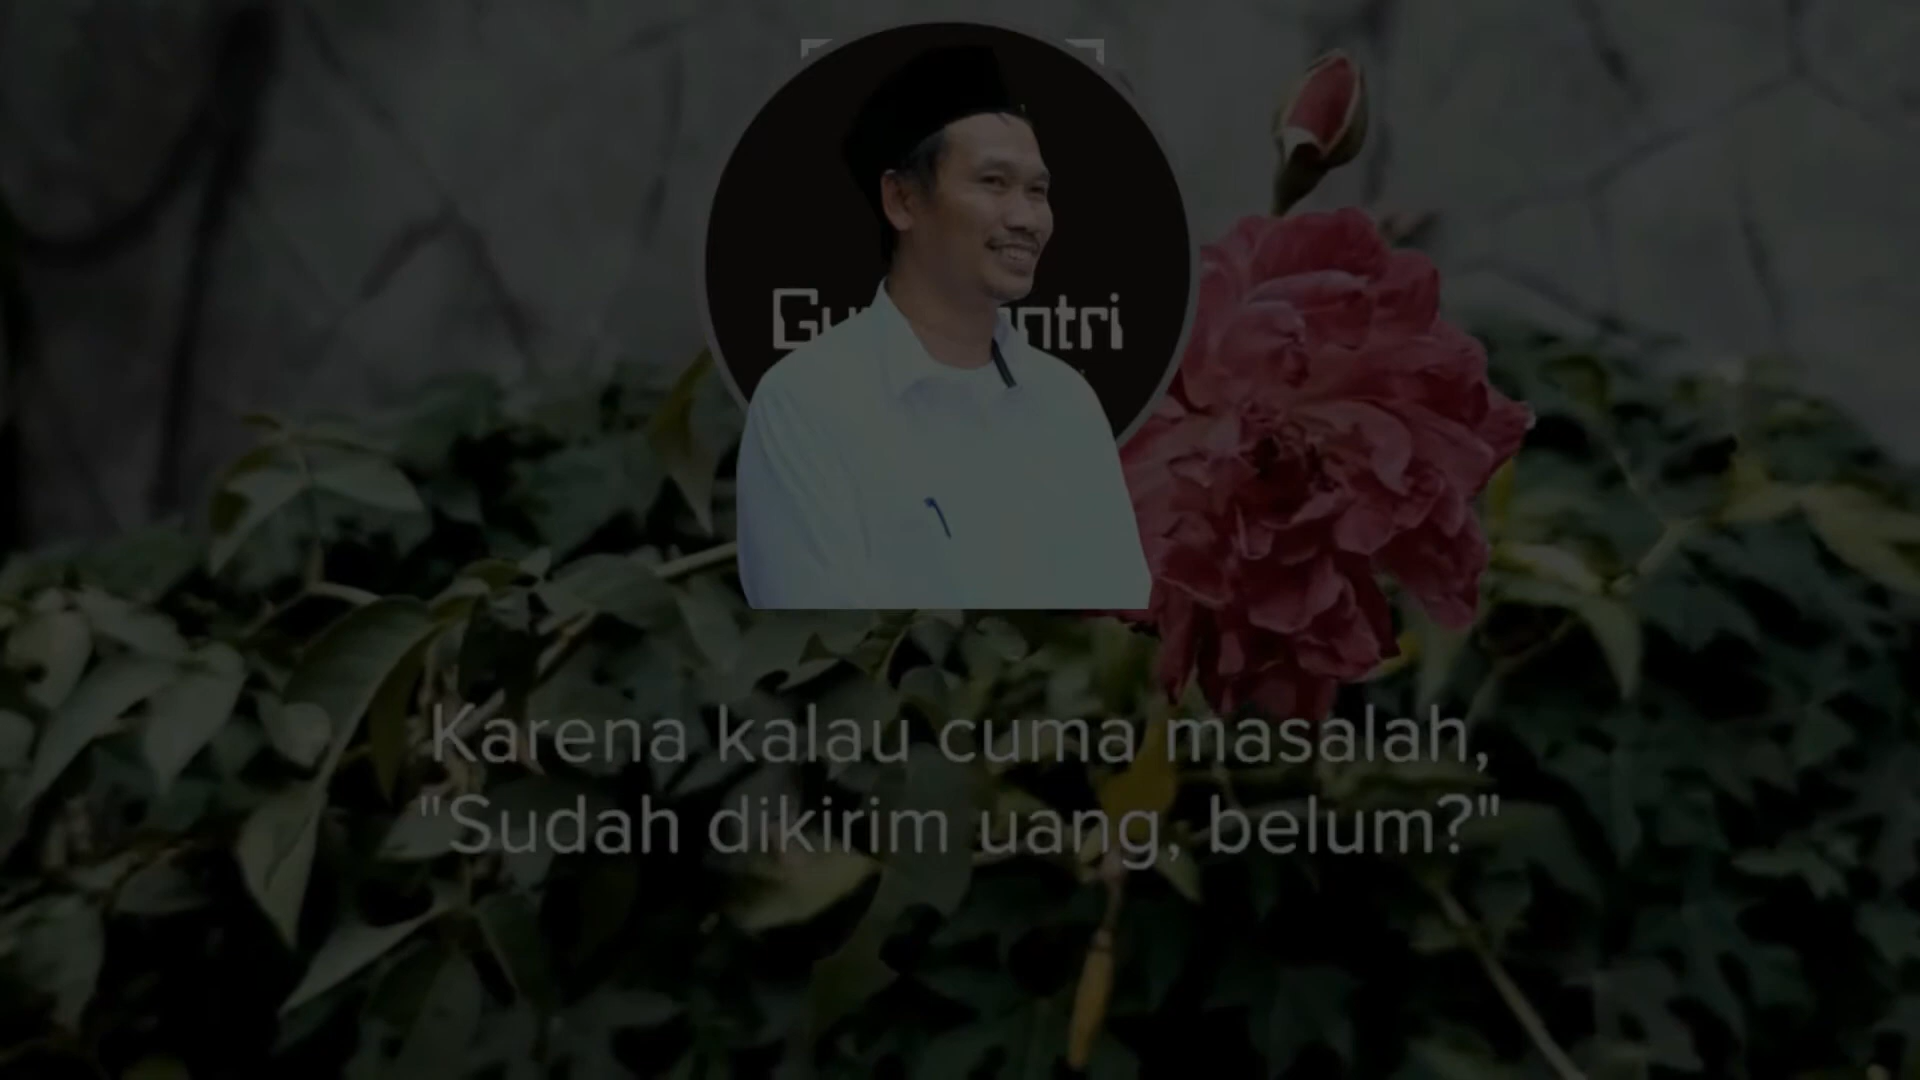 Karena kalau cuma masalah,
"Sudah dikirim uang, belum?"